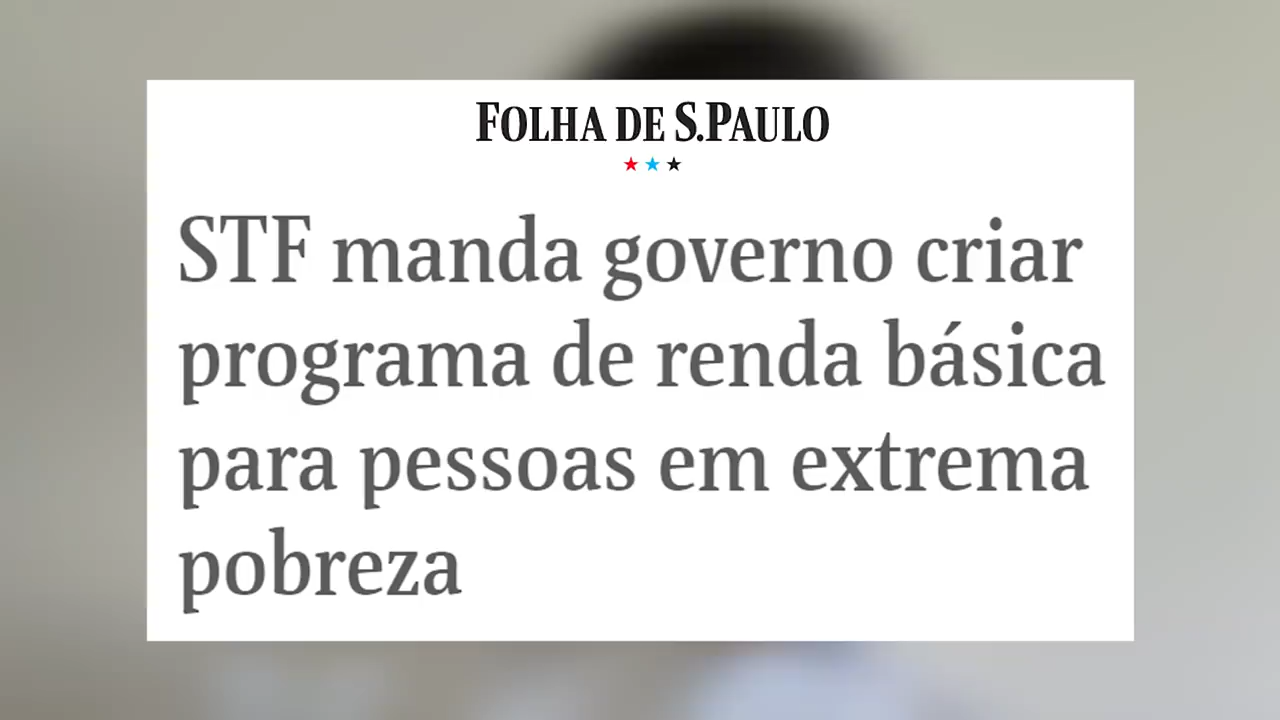 FOLHA DE S.PAULO
STF manda governo criar
programa de renda básica
para pessoas em extrema
pobreza